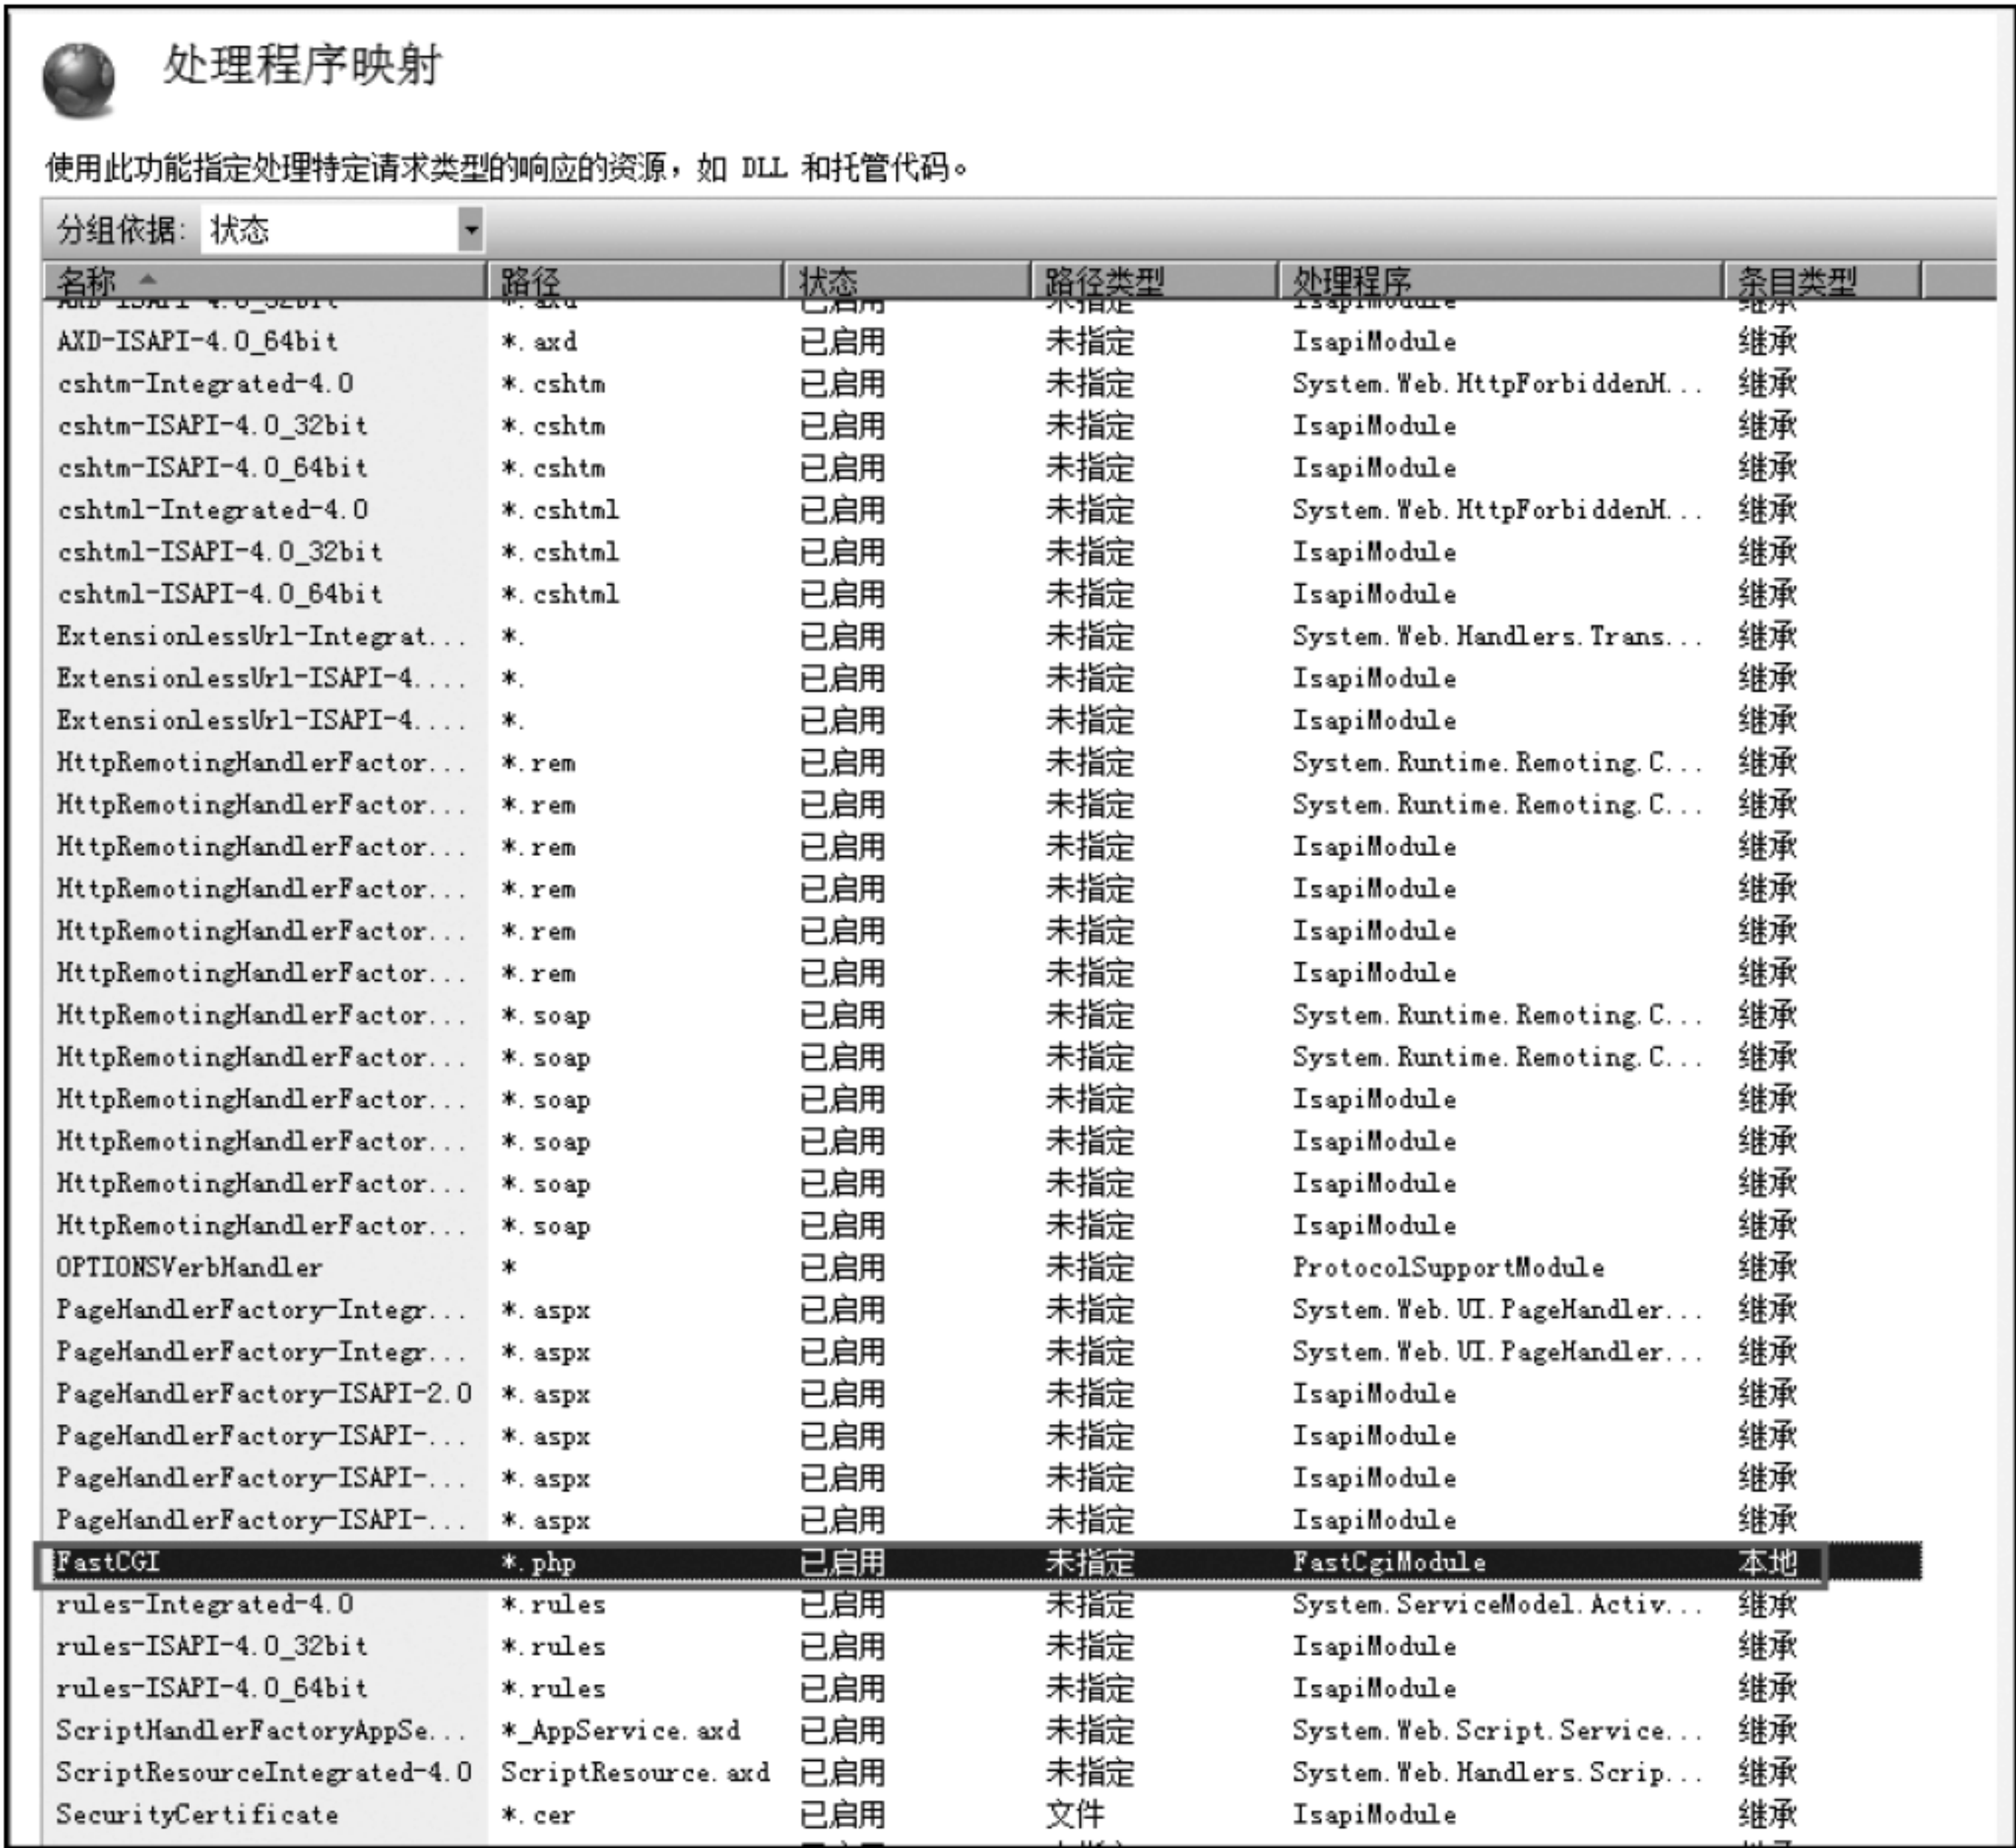 处理程序映射
使用此功能指定处理特定请求类型的响应的资源，如 DLL 和托管代码。
分组依据: 状态
名称 路径 状态 路径类型 处理程序 条目类型
AXD-ISAPI-4.0_32bit *.axd 已启用 未指定 IsapiModule 继承
AXD-ISAPI-4.0_64bit *.axd 已启用 未指定 IsapiModule 继承
cshtm-Integrated-4.0 *.cshtm 已启用 未指定 System.Web.HttpForbiddenH... 继承
cshtm-ISAPI-4.0_32bit *.cshtm 已启用 未指定 IsapiModule 继承
cshtm-ISAPI-4.0_64bit *.cshtm 已启用 未指定 IsapiModule 继承
cshtml-Integrated-4.0 *.cshtml 已启用 未指定 System.Web.HttpForbiddenH... 继承
cshtml-ISAPI-4.0_32bit *.cshtml 已启用 未指定 IsapiModule 继承
cshtml-ISAPI-4.0_64bit *.cshtml 已启用 未指定 IsapiModule 继承
ExtensionlessUrl-Integrat... *. 已启用 未指定 System.Web.Handlers.Trans... 继承
ExtensionlessUrl-ISAPI-4.... *. 已启用 未指定 IsapiModule 继承
ExtensionlessUrl-ISAPI-4.... *. 已启用 未指定 IsapiModule 继承
HttpRemotingHandlerFactor... *.rem 已启用 未指定 System.Runtime.Remoting.C... 继承
HttpRemotingHandlerFactor... *.rem 已启用 未指定 System.Runtime.Remoting.C... 继承
HttpRemotingHandlerFactor... *.rem 已启用 未指定 IsapiModule 继承
HttpRemotingHandlerFactor... *.rem 已启用 未指定 IsapiModule 继承
HttpRemotingHandlerFactor... *.rem 已启用 未指定 IsapiModule 继承
HttpRemotingHandlerFactor... *.rem 已启用 未指定 IsapiModule 继承
HttpRemotingHandlerFactor... *.soap 已启用 未指定 System.Runtime.Remoting.C... 继承
HttpRemotingHandlerFactor... *.soap 已启用 未指定 System.Runtime.Remoting.C... 继承
HttpRemotingHandlerFactor... *.soap 已启用 未指定 IsapiModule 继承
HttpRemotingHandlerFactor... *.soap 已启用 未指定 IsapiModule 继承
HttpRemotingHandlerFactor... *.soap 已启用 未指定 IsapiModule 继承
HttpRemotingHandlerFactor... *.soap 已启用 未指定 IsapiModule 继承
OPTIONSVerbHandler * 已启用 未指定 ProtocolSupportModule 继承
PageHandlerFactory-Integr... *.aspx 已启用 未指定 System.Web.UI.PageHandler... 继承
PageHandlerFactory-Integr... *.aspx 已启用 未指定 System.Web.UI.PageHandler... 继承
PageHandlerFactory-ISAPI-2.0 *.aspx 已启用 未指定 IsapiModule 继承
PageHandlerFactory-ISAPI-... *.aspx 已启用 未指定 IsapiModule 继承
PageHandlerFactory-ISAPI-... *.aspx 已启用 未指定 IsapiModule 继承
PageHandlerFactory-ISAPI-... *.aspx 已启用 未指定 IsapiModule 继承
FastCGI *.php 已启用 未指定 FastCgiModule 本地
rules-Integrated-4.0 *.rules 已启用 未指定 System.ServiceModel.Activ... 继承
rules-ISAPI-4.0_32bit *.rules 已启用 未指定 IsapiModule 继承
rules-ISAPI-4.0_64bit *.rules 已启用 未指定 IsapiModule 继承
ScriptHandlerFactoryAppSe... *_AppService.axd 已启用 未指定 System.Web.Script.Service... 继承
ScriptResourceIntegrated-4.0 ScriptResource.axd 已启用 未指定 System.Web.Handlers.Scrip... 继承
SecurityCertificate *.cer 已启用 文件 IsapiModule 继承